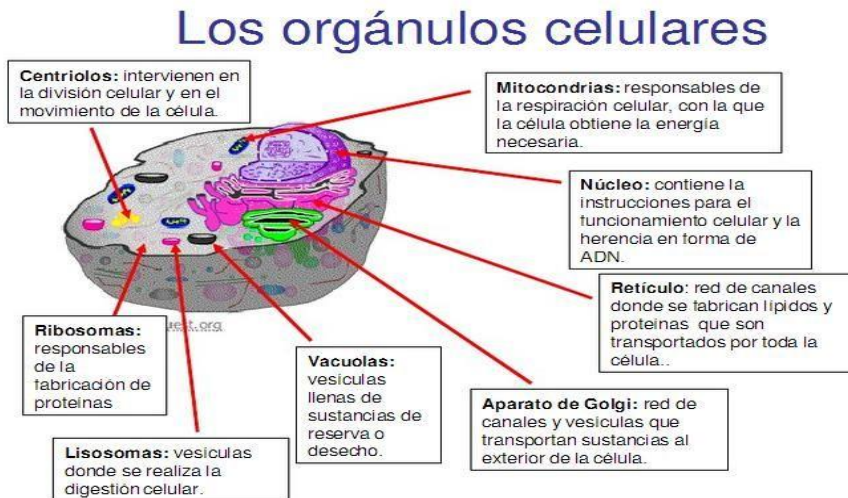 Los orgánulos celulares
Centriolos: intervienen en
la división celular y en el
movimiento de la célula.
Mitocondrias: responsables
de la respiración celular, con la que
la célula obtiene la energía
necesaria.
Núcleo: contiene la
instrucciones para el
funcionamiento celular y la
herencia en forma de
ADN.
Retículo: red de canales
donde se fabrican lípidos y
proteínas que son
transportados por toda la
célula..
Ribosomas:
responsables
de la
fabricación de
proteínas
uest.org
Vacuolas:
vesículas
llenas de
sustancias de
reserva o
desecho.
Aparato de Golgi: red de
canales y vesículas que
transportan sustancias al
exterior de la célula.
Lisosomas: vesículas
donde se realiza la
digestión celular.